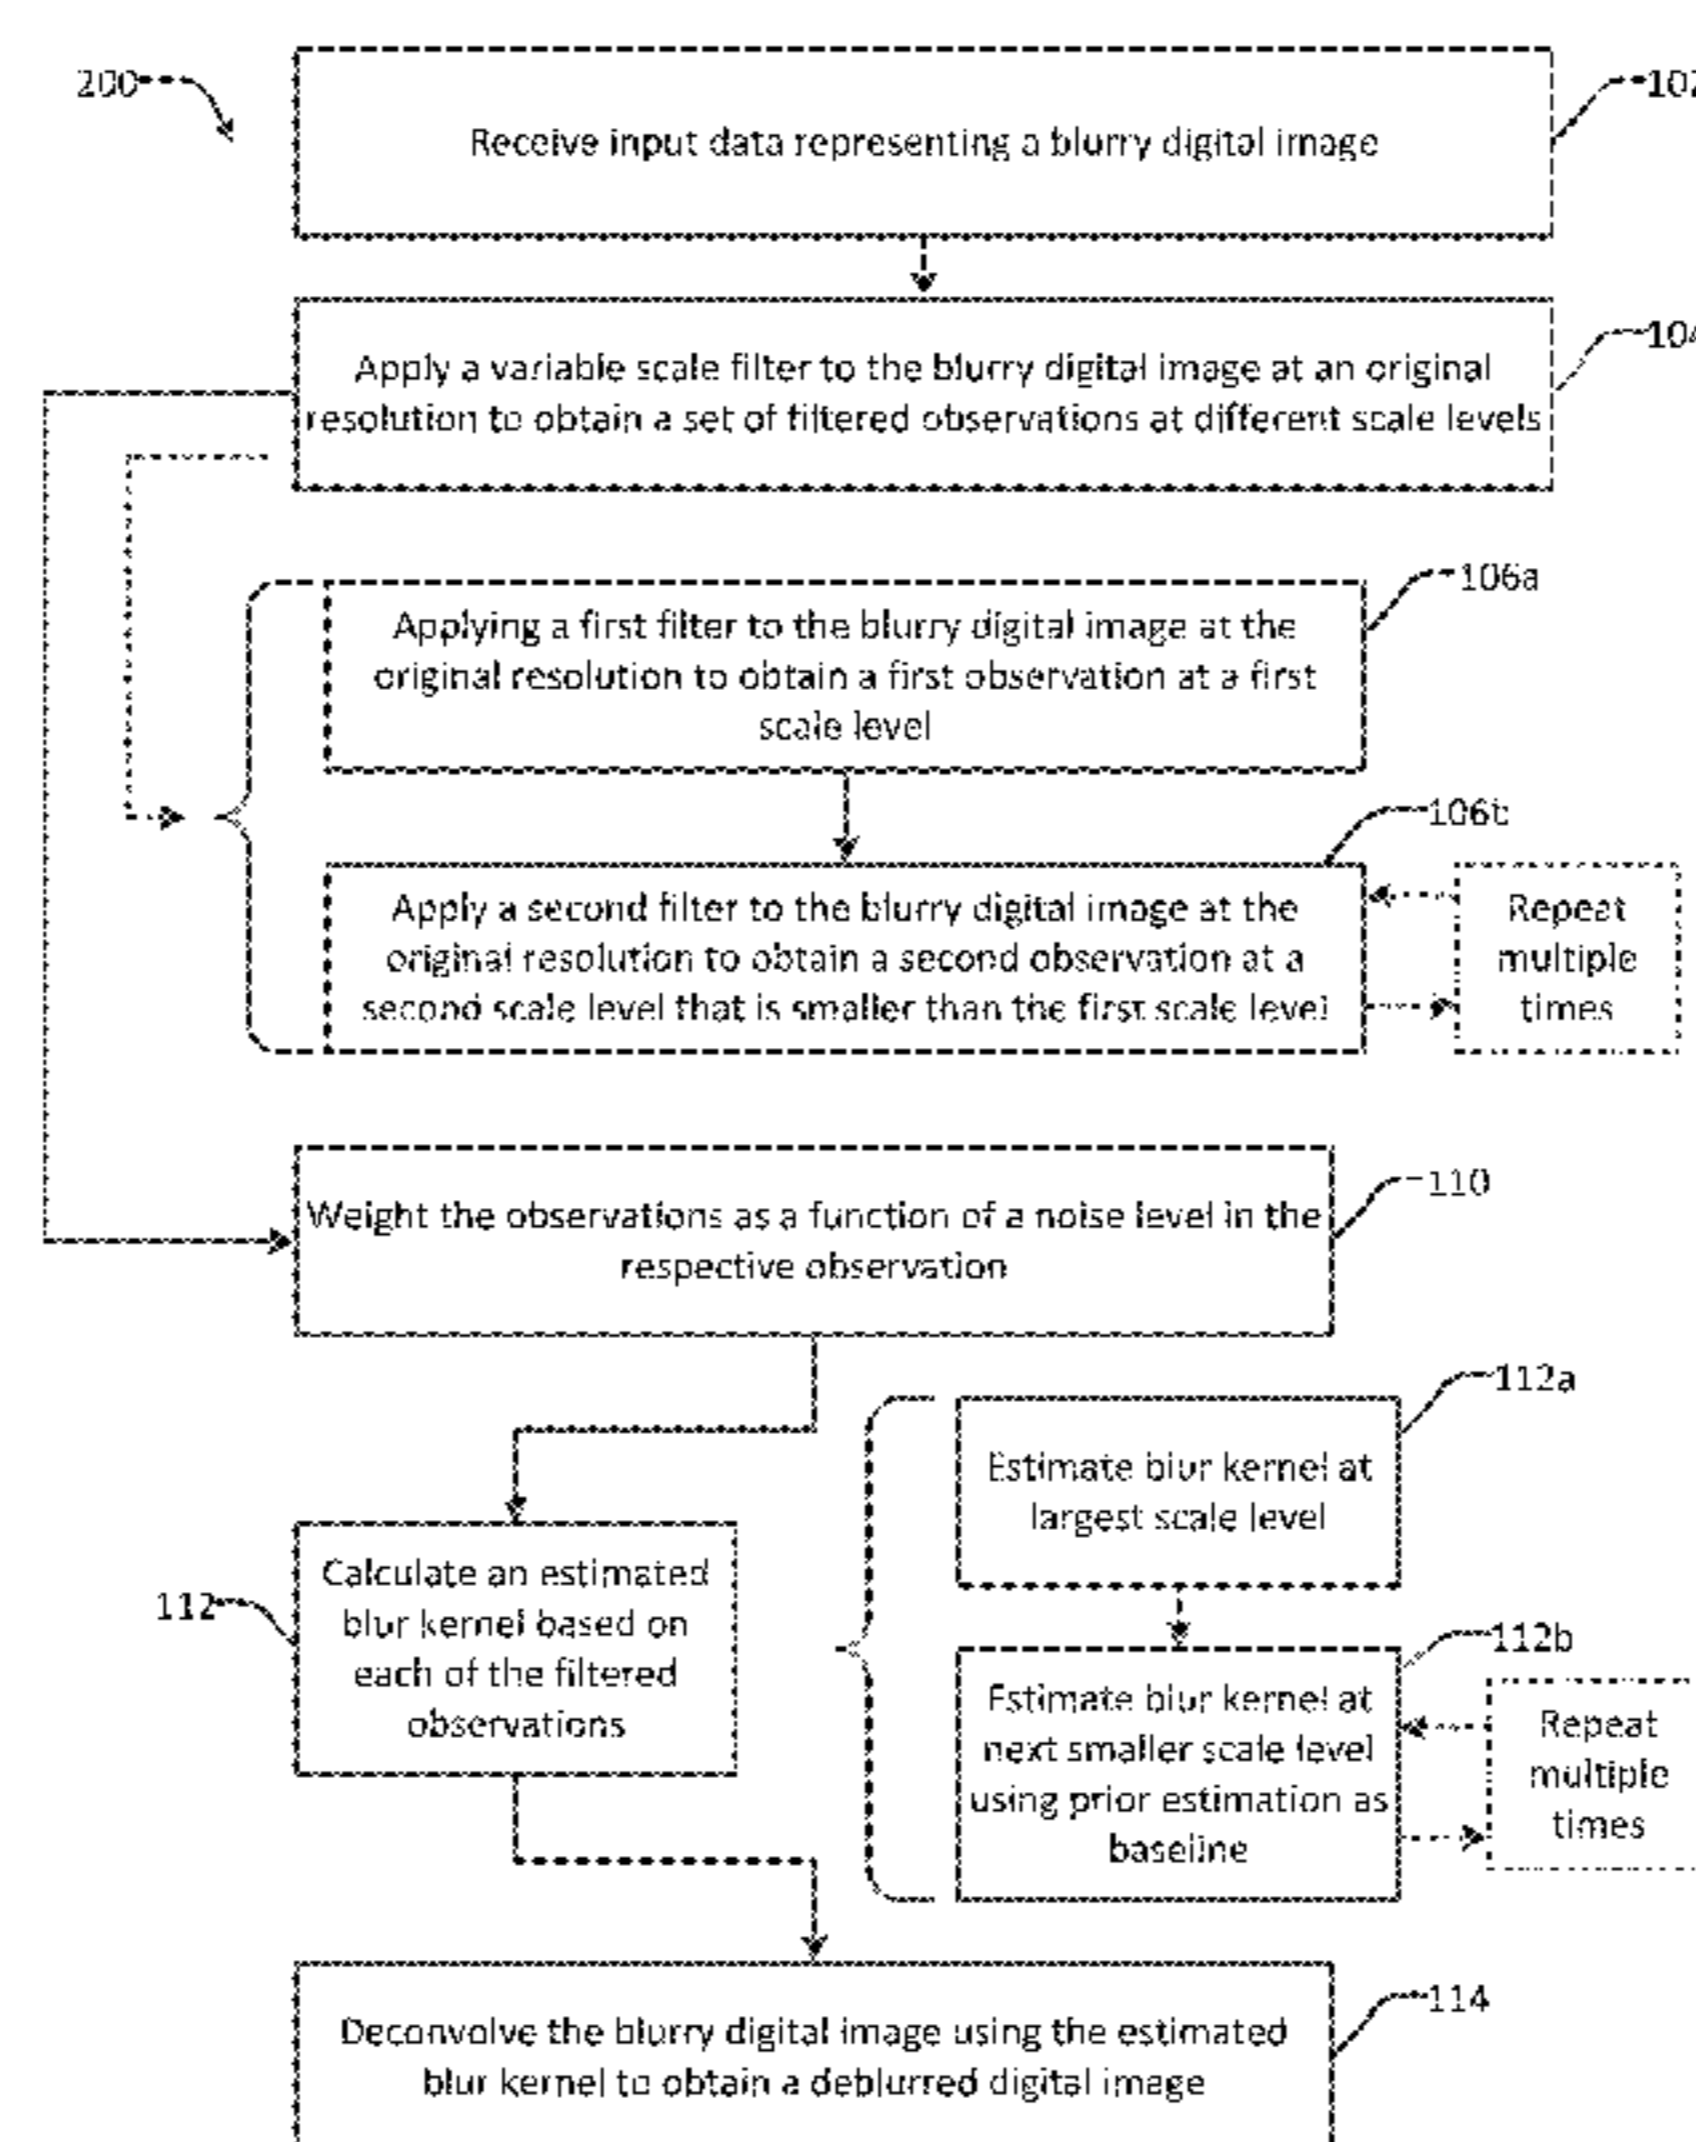 200
102
Receive input data representing a blurry digital image
104
Apply a variable scale filter to the blurry digital image at an original
resolution to obtain a set of filtered observations at different scale levels
106a
Applying a first filter to the blurry digital image at the
original resolution to obtain a first observation at a first
scale level
106b
Apply a second filter to the blurry digital image at the
original resolution to obtain a second observation at a
second scale level that is smaller than the first scale level
Repeat
multiple
times
110
Weight the observations as a function of a noise level in the
respective observation
112a
Estimate blur kernel at
largest scale level
112
Calculate an estimated
blur kernel based on
each of the filtered
observations
112b
Estimate blur kernel at
next smaller scale level
using prior estimation as
baseline
Repeat
multiple
times
114
Deconvolve the blurry digital image using the estimated
blur kernel to obtain a deblurred digital image